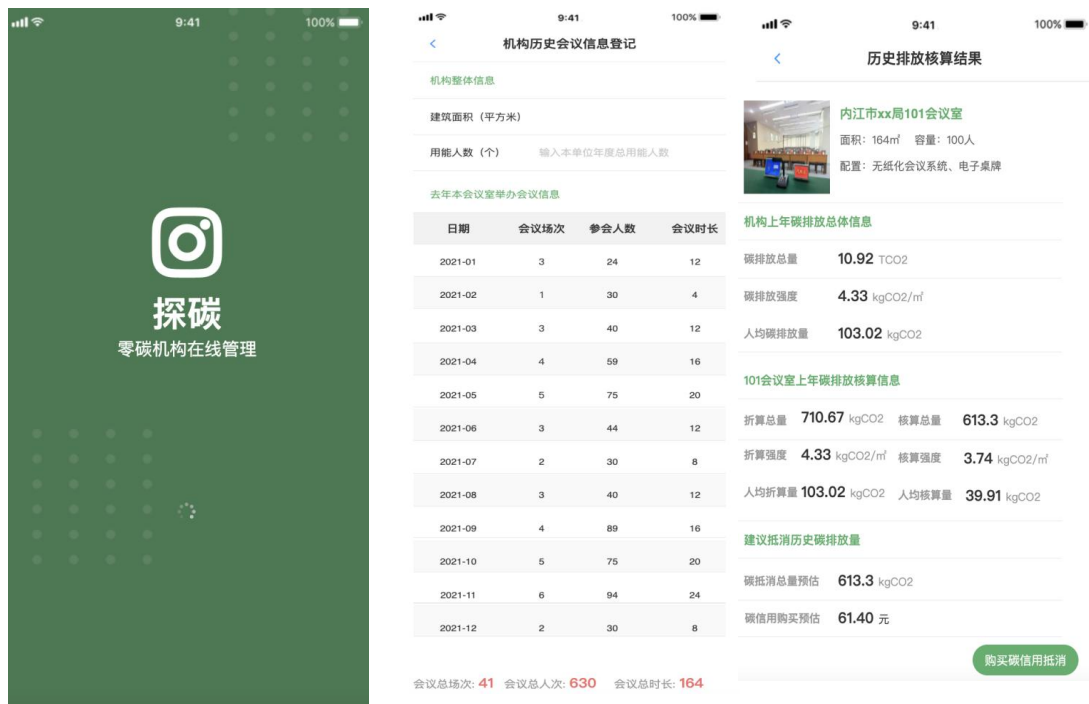 9:41
100%
探碳
零碳机构在线管理
9:41
100%
机构历史会议信息登记
机构整体信息
建筑面积（平方米）
用能人数（个） 输入本单位年度总用能人数
去年本会议室举办会议信息
日期 会议场次 参会人数 会议时长
2021-01 3 24 12
2021-02 1 30 4
2021-03 3 40 12
2021-04 4 59 16
2021-05 5 75 20
2021-06 3 44 12
2021-07 2 30 8
2021-08 3 40 12
2021-09 4 89 16
2021-10 5 75 20
2021-11 6 94 24
2021-12 2 30 8
会议总场次: 41 会议总人次: 630 会议总时长: 164
9:41
100%
历史排放核算结果
内江市xx局101会议室
面积：164㎡ 容量：100人
配置：无纸化会议系统、电子桌牌
机构上年碳排放总体信息
碳排放总量 10.92 TCO2
碳排放强度 4.33 kgCO2/㎡
人均碳排放量 103.02 kgCO2
101会议室上年碳排放核算信息
折算总量 710.67 kgCO2 核算总量 613.3 kgCO2
折算强度 4.33 kgCO2/㎡ 核算强度 3.74 kgCO2/㎡
人均折算量 103.02 kgCO2 人均核算量 39.91 kgCO2
建议抵消历史碳排放量
碳抵消总量预估 613.3 kgCO2
碳信用购买预估 61.40 元
购买碳信用抵消